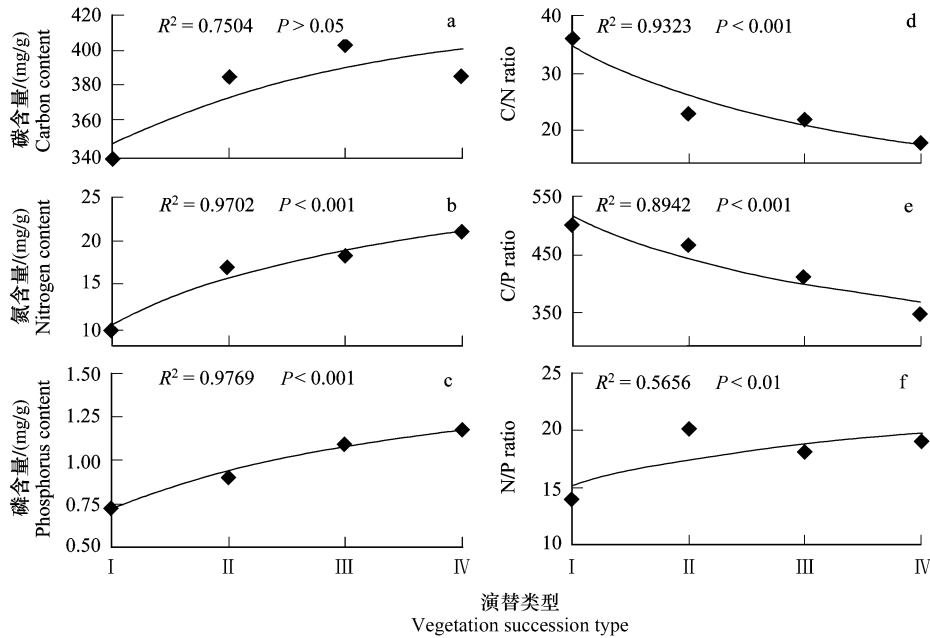 碳含量/(mg/g)
Carbon content
420
400
380
360
340
R² = 0.7504 P > 0.05 a
氮含量/(mg/g)
Nitrogen content
25
20
15
10
R² = 0.9702 P < 0.001 b
磷含量/(mg/g)
Phosphorus content
1.50
1.25
1.00
0.75
0.50
R² = 0.9769 P < 0.001 c
I II III IV
C/N ratio
40
30
20
R² = 0.9323 P < 0.001 d
C/P ratio
550
450
350
R² = 0.8942 P < 0.001 e
N/P ratio
25
20
15
10
R² = 0.5656 P < 0.01 f
I II III IV
演替类型
Vegetation succession type